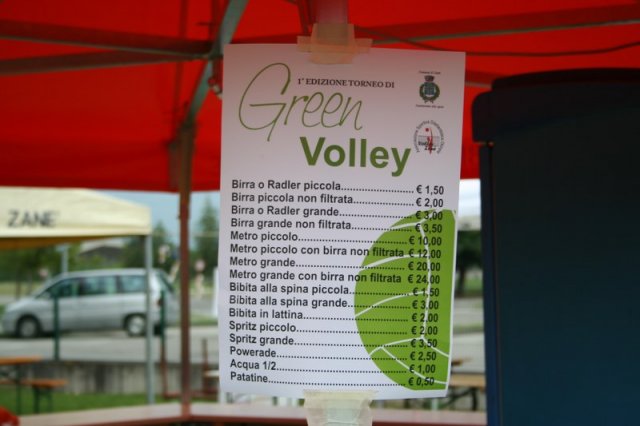 1ª EDIZIONE TORNEO DI
Green
Volley
Birra o Radler piccola.......................€ 1,50
Birra piccola non filtrata....................€ 2,00
Birra o Radler grande.......................€ 3,00
Birra grande non filtrata....................€ 3,50
Metro piccolo.....................................€ 10,00
Metro piccolo con birra non filtrata € 12,00
Metro grande.....................................€ 20,00
Metro grande con birra non filtrata € 24,00
Bibita alla spina piccola.....................€ 1,50
Bibita alla spina grande.....................€ 3,00
Bibita in lattina..................................€ 2,00
Spritz piccolo.....................................€ 2,00
Spritz grande.....................................€ 3,50
Powerade...........................................€ 2,50
Acqua 1/2...........................................€ 1,00
Patatine..............................................€ 0,50
ZANE